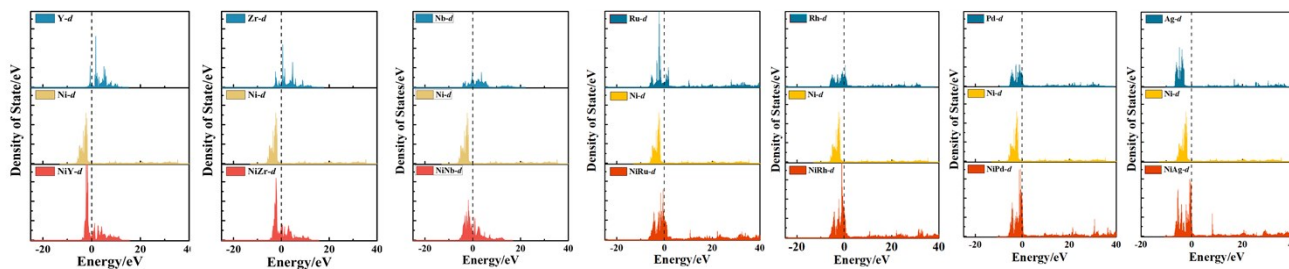 Density of State/eV
Y-d
Ni-d
NiY-d
-20 0 20 40
Energy/eV
Density of State/eV
Zr-d
Ni-d
NiZr-d
-20 0 20 40
Energy/eV
Density of States/eV
Nb-d
Ni-d
NiNb-d
-20 0 20 40
Energy/eV
Density of States/eV
Ru-d
Ni-d
NiRu-d
-20 0 20 40
Energy/eV
Density of States/eV
Rh-d
Ni-d
NiRh-d
-20 0 20 40
Energy/eV
Density of State/eV
Pd-d
Ni-d
NiPd-d
-20 0 20 40
Energy/eV
Density of States/eV
Ag-d
Ni-d
NiAg-d
-20 0 20 40
Energy/eV